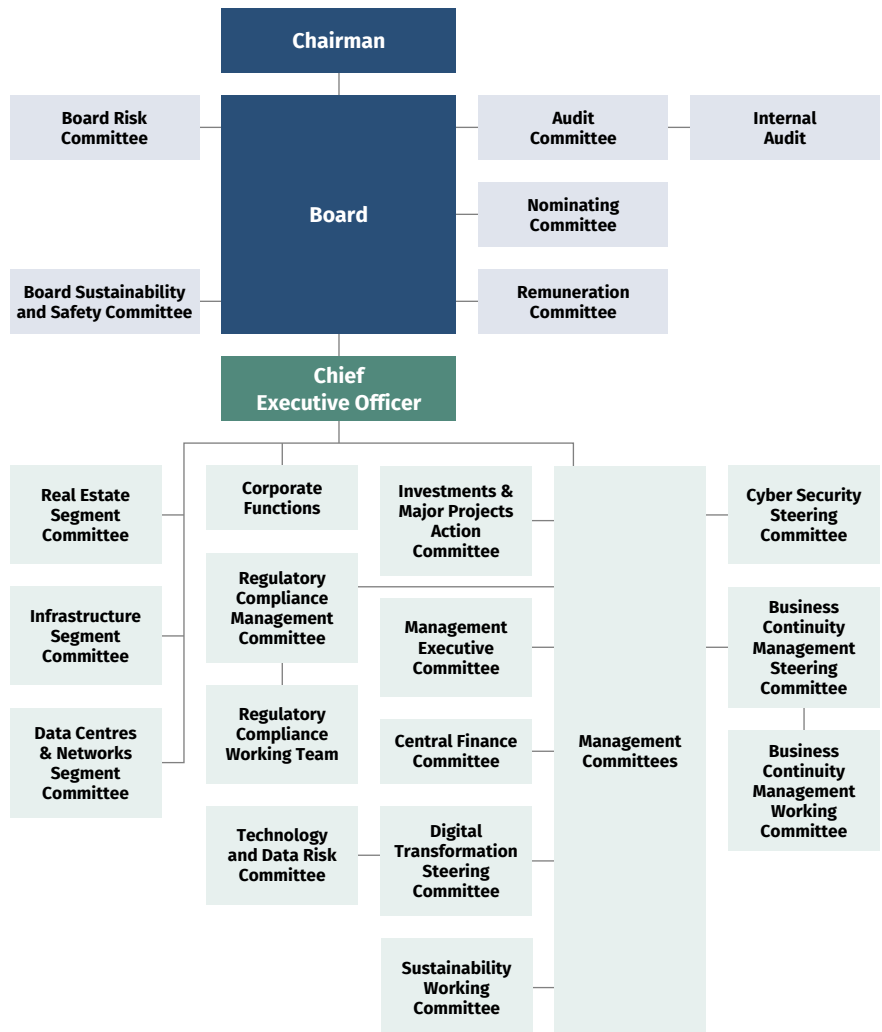 Chairman
Board Risk
Committee
Board
Audit
Committee
Internal
Audit
Nominating
Committee
Board Sustainability
and Safety Committee
Remuneration
Committee
Chief
Executive Officer
Real Estate
Segment
Committee
Infrastructure
Segment
Committee
Data Centres
& Networks
Segment
Committee
Corporate
Functions
Regulatory
Compliance
Management
Committee
Regulatory
Compliance
Working Team
Technology
and Data Risk
Committee
Investments &
Major Projects
Action
Committee
Management
Executive
Committee
Central Finance
Committee
Digital
Transformation
Steering
Committee
Sustainability
Working
Committee
Management
Committees
Cyber Security
Steering
Committee
Business
Continuity
Management
Steering
Committee
Business
Continuity
Management
Working
Committee